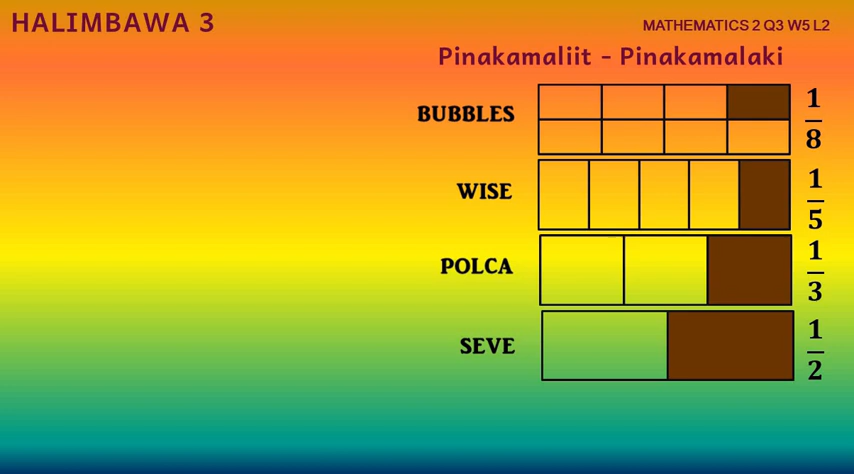 HALIMBAWA 3
MATHEMATICS 2 Q3 W5 L2
Pinakamaliit - Pinakamalaki
BUBBLES 1/8
WISE 1/5
POLCA 1/3
SEVE 1/2